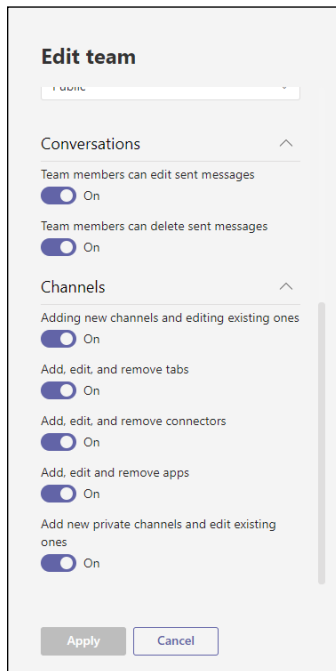 Edit team
Public
Conversations
Team members can edit sent messages
On
Team members can delete sent messages
On
Channels
Adding new channels and editing existing ones
On
Add, edit, and remove tabs
On
Add, edit, and remove connectors
On
Add, edit and remove apps
On
Add new private channels and edit existing
ones
On
Apply
Cancel